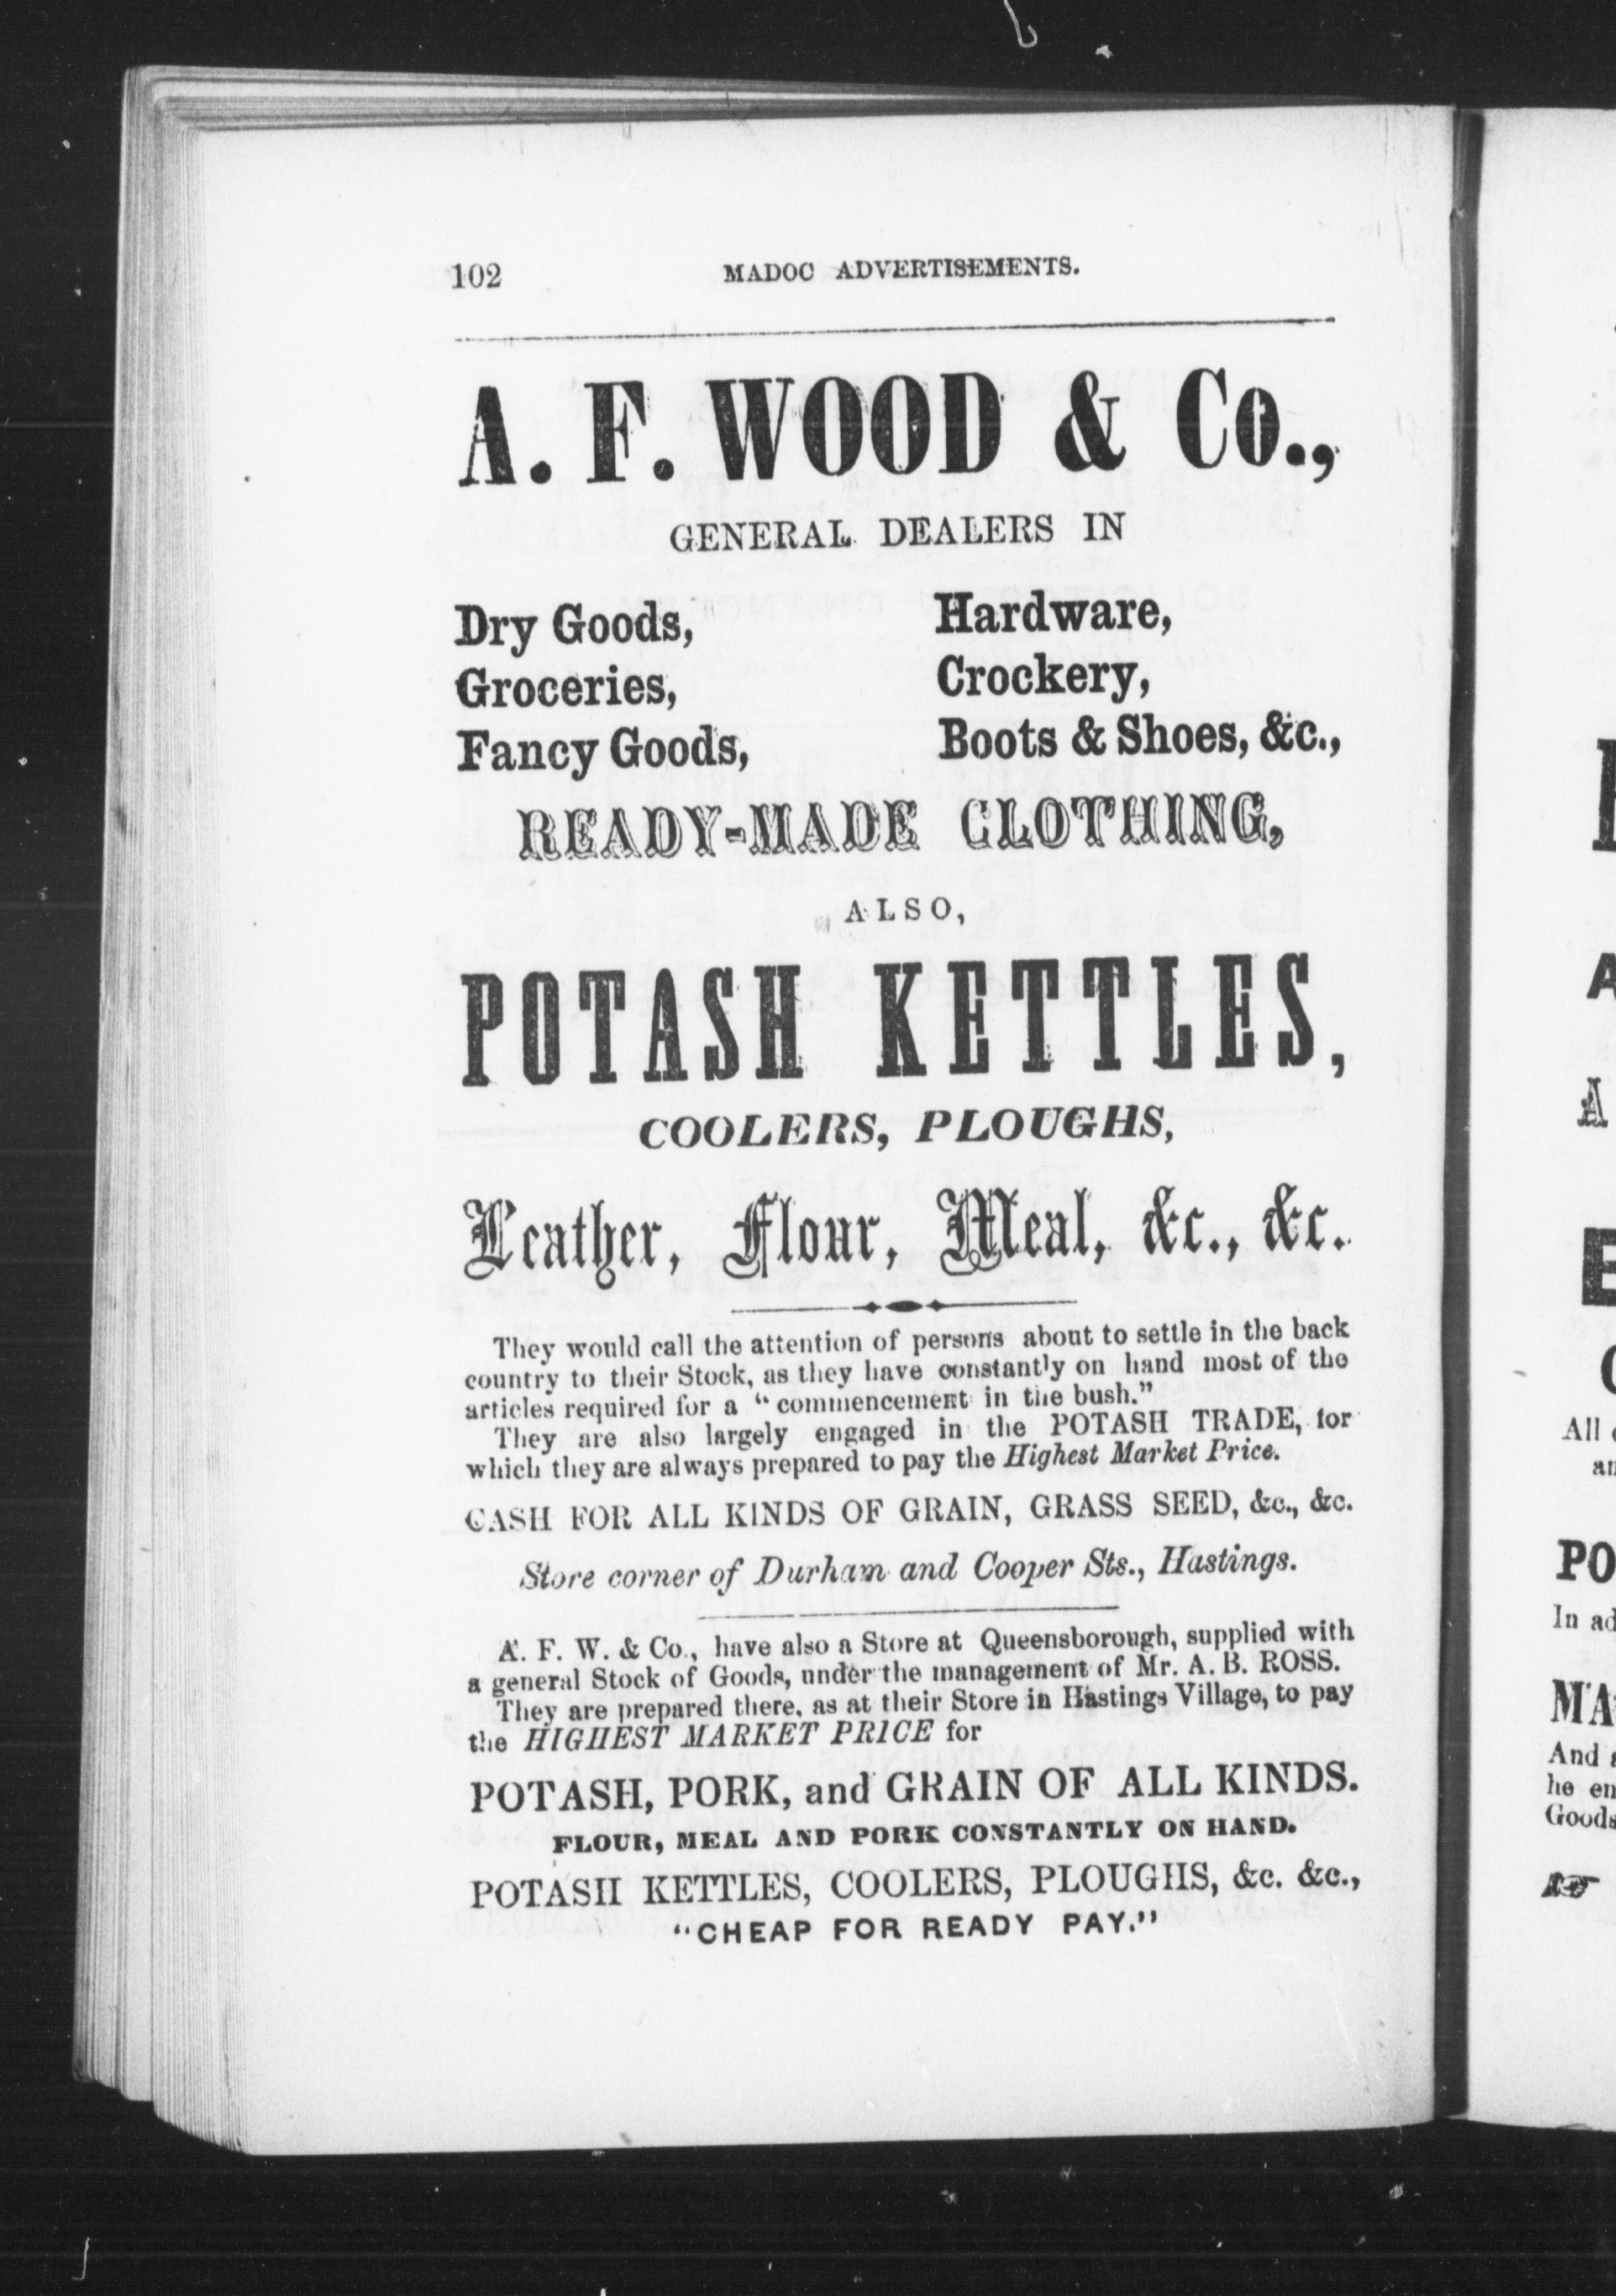 102
MADOC ADVERTISEMENTS.
A. F. WOOD & Co.,
GENERAL DEALERS IN
Dry Goods,
Groceries,
Fancy Goods,
Hardware,
Crockery,
Boots & Shoes, &c.,
READY-MADE CLOTHING,
ALSO,
POTASH KETTLES,
COOLERS, PLOUGHS,
Leather, Flour, Meal, &c., &c.
They would call the attention of persons about to settle in the back
country to their Stock, as they have constantly on hand most of the
articles required for a "commencement in the bush."
They are also largely engaged in the POTASH TRADE, for
which they are always prepared to pay the Highest Market Price.
CASH FOR ALL KINDS OF GRAIN, GRASS SEED, &c., &c.
Store corner of Durham and Cooper Sts., Hastings.
A. F. W. & Co., have also a Store at Queensborough, supplied with
a general Stock of Goods, under the management of Mr. A. B. ROSS.
They are prepared there, as at their Store in Hastings Village, to pay
the HIGHEST MARKET PRICE for
POTASH, PORK, and GRAIN OF ALL KINDS.
FLOUR, MEAL AND PORK CONSTANTLY ON HAND.
POTASH KETTLES, COOLERS, PLOUGHS, &c. &c.,
"CHEAP FOR READY PAY."
A
A
All
PO
In
MA
And
he
Goods